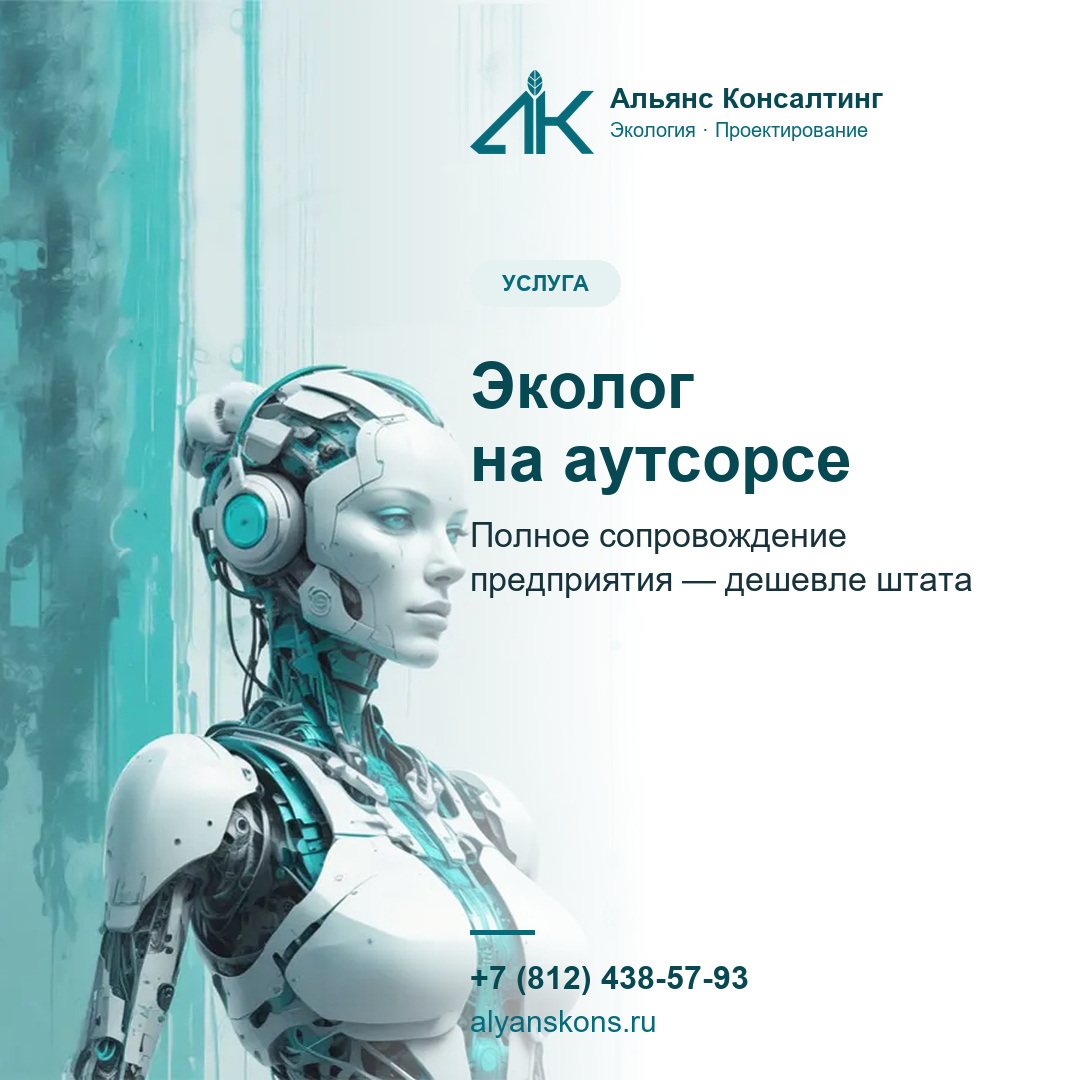 АК
Альянс Консалтинг
Экология · Проектирование
УСЛУГА
Эколог
на аутсорсе
Полное сопровождение
предприятия — дешевле штата
+7 (812) 438-57-93
alyanskons.ru